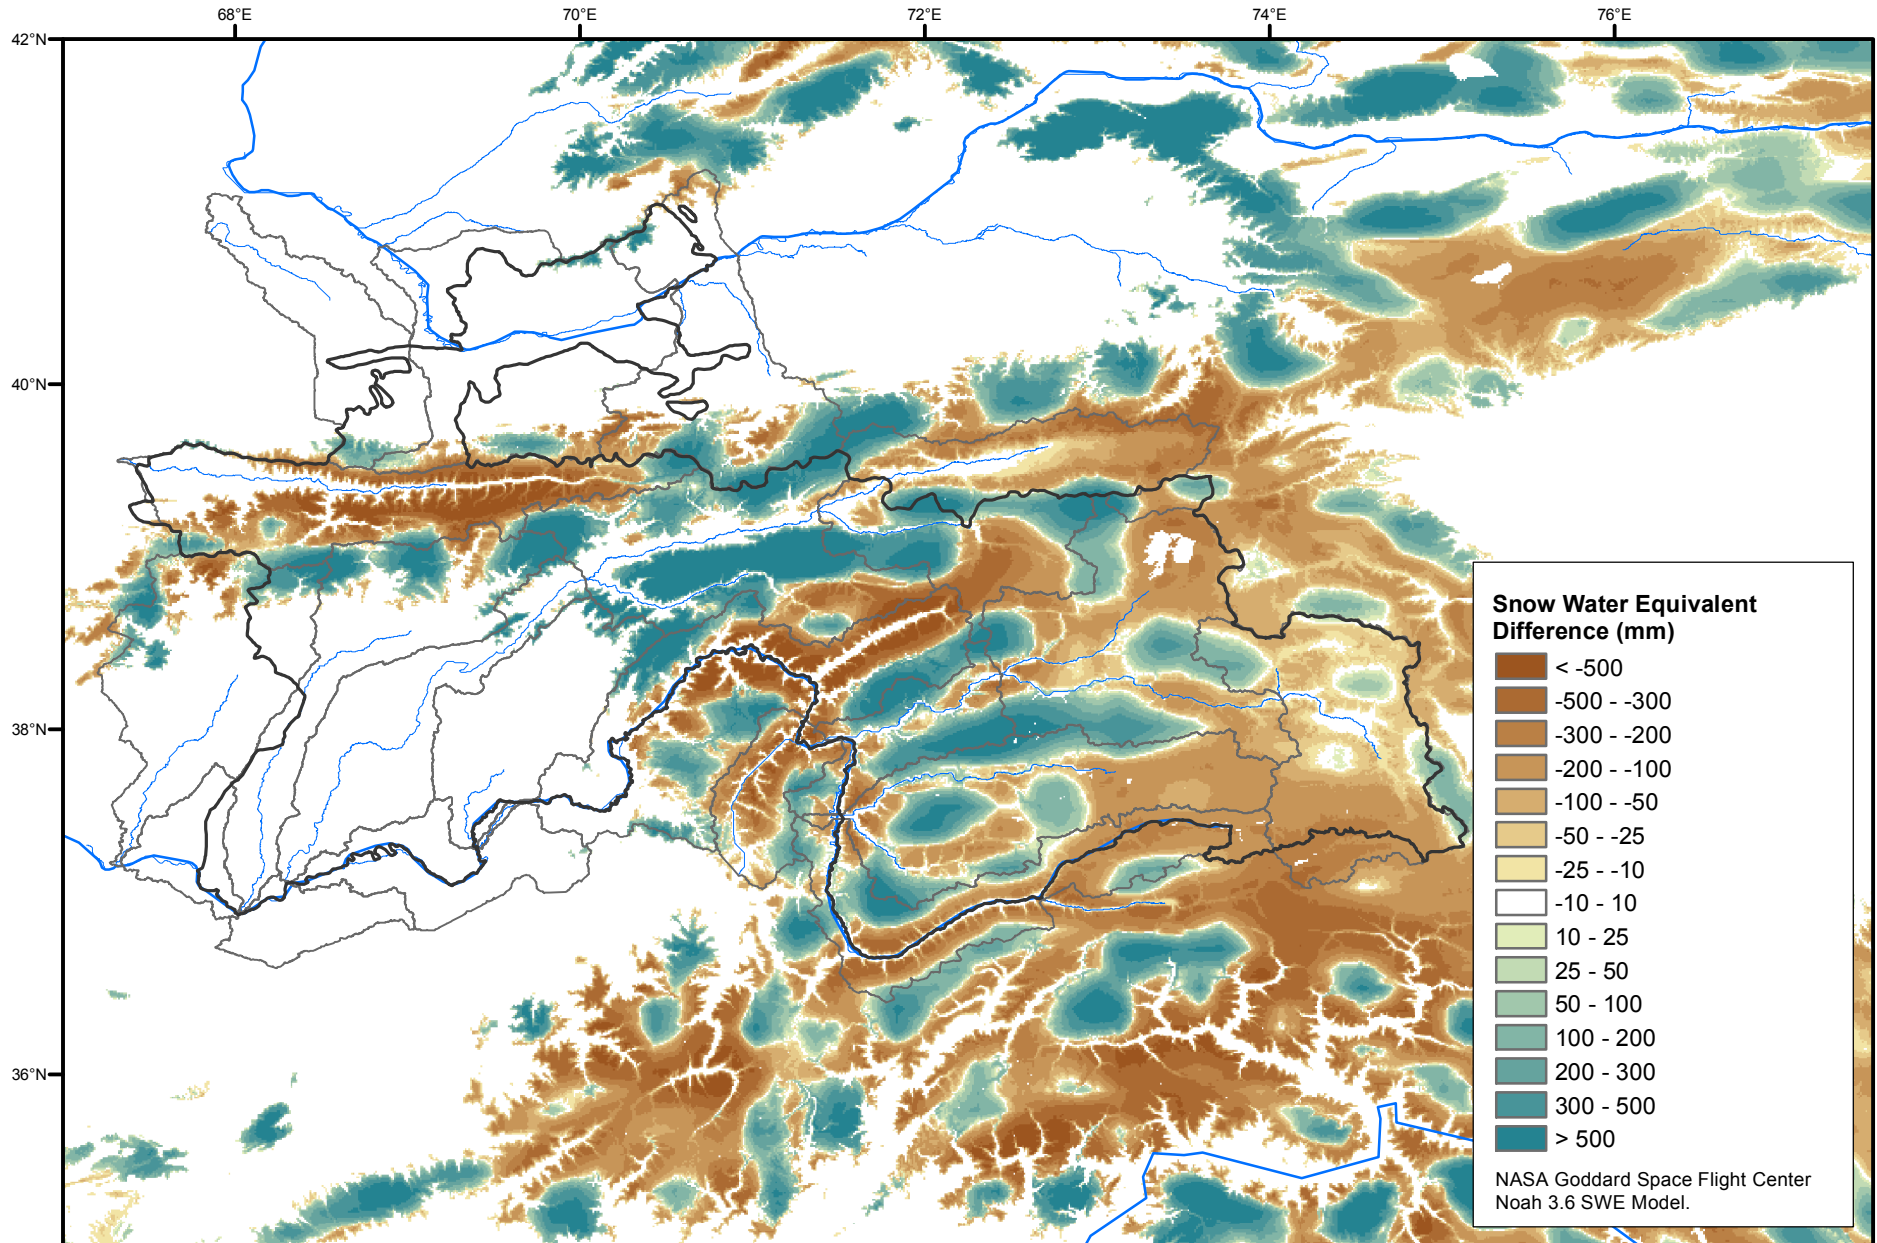 68°E
70°E
72°E
74°E
76°E
42°N
40°N
38°N
36°N
Snow Water Equivalent
Difference (mm)
< -500
-500 - -300
-300 - -200
-200 - -100
-100 - -50
-50 - -25
-25 - -10
-10 - 10
10 - 25
25 - 50
50 - 100
100 - 200
200 - 300
300 - 500
> 500
NASA Goddard Space Flight Center
Noah 3.6 SWE Model.